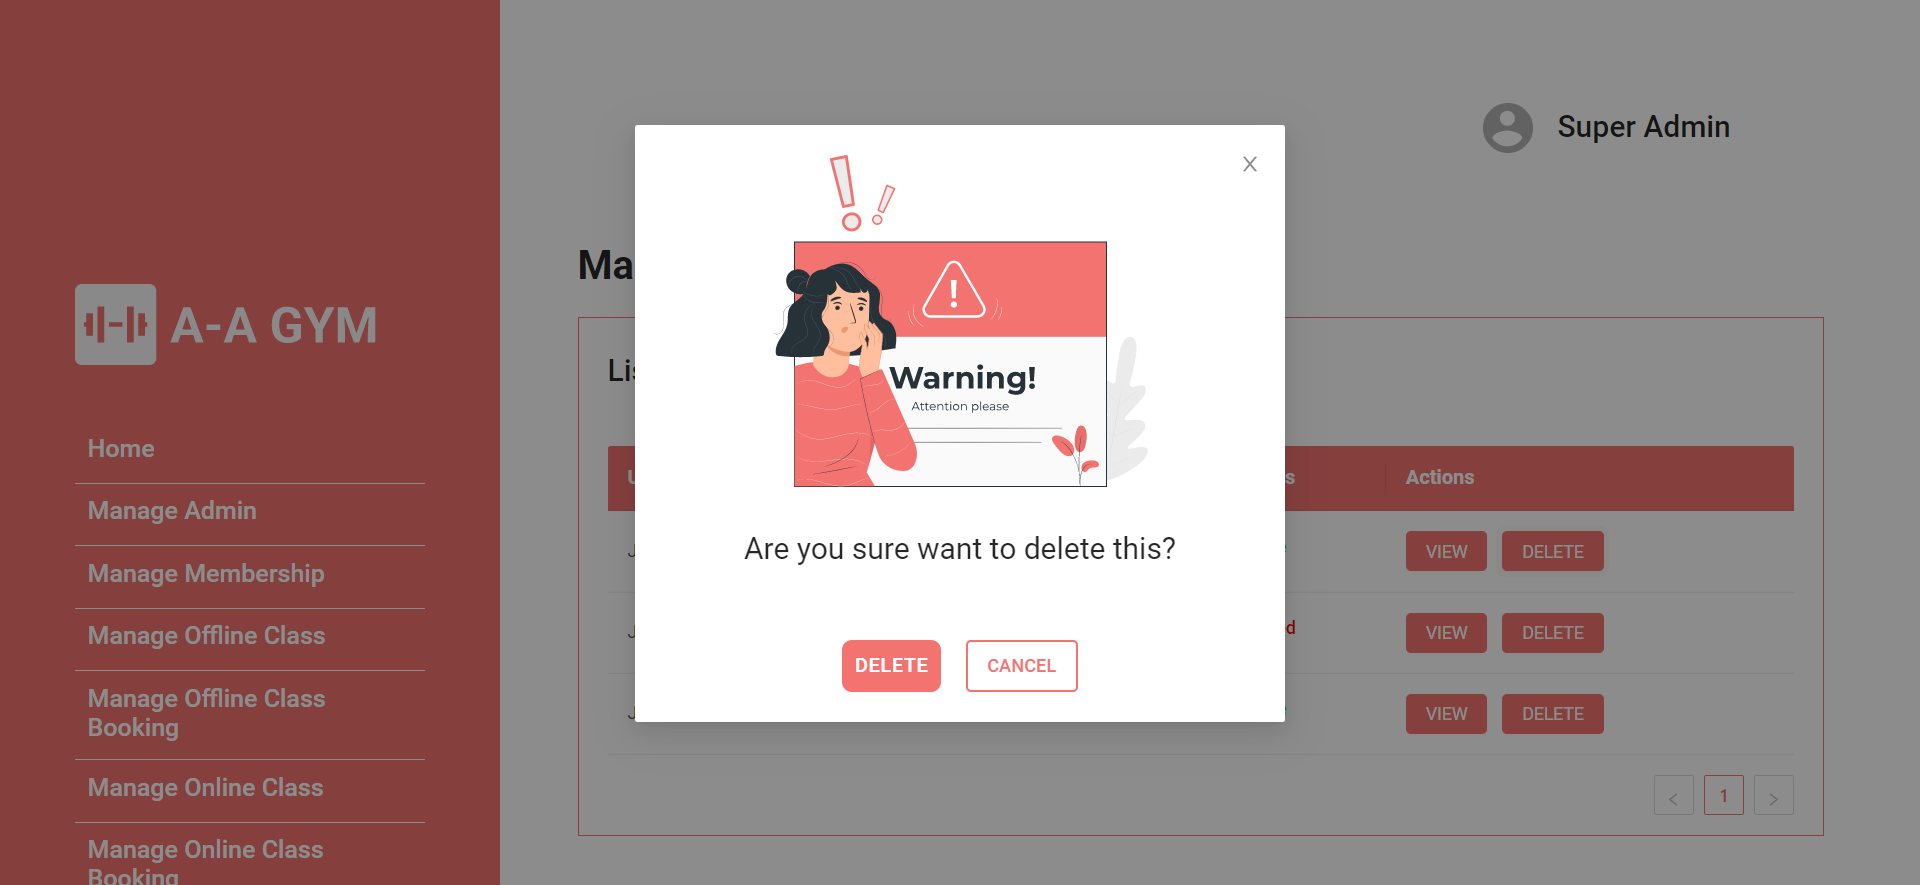 Super Admin
X
A-A GYM
Home
Manage Admin
Manage Membership
Manage Offline Class
Manage Offline Class
Booking
Manage Online Class
Manage Online Class
Booking
!!
!
Warning!
Attention please
Are you sure want to delete this?
DELETE CANCEL
Actions
VIEW DELETE
VIEW DELETE
VIEW DELETE
< 1 >